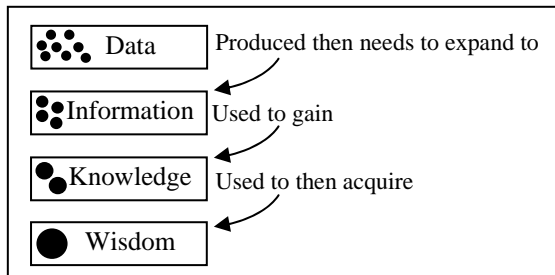 Data
Produced then needs to expand to
Information
Used to gain
Knowledge
Used to then acquire
Wisdom